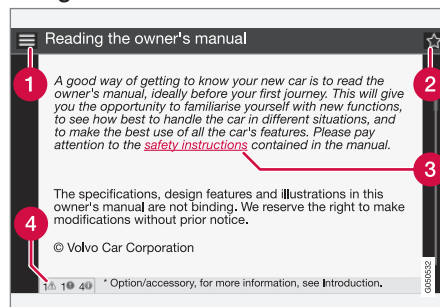 Reading the owner's manual
1
2
A good way of getting to know your new car is to read the
owner's manual, ideally before your first journey. This will give
you the opportunity to familiarise yourself with new functions,
to see how best to handle the car in different situations, and
to make the best use of all the car's features. Please pay
attention to the safety instructions contained in the manual.
3
The specifications, design features and illustrations in this
owner's manual are not binding. We reserve the right to make
modifications without prior notice.
4
© Volvo Car Corporation
1 1 4 * Option/accessory, for more information, see Introduction.
G050532